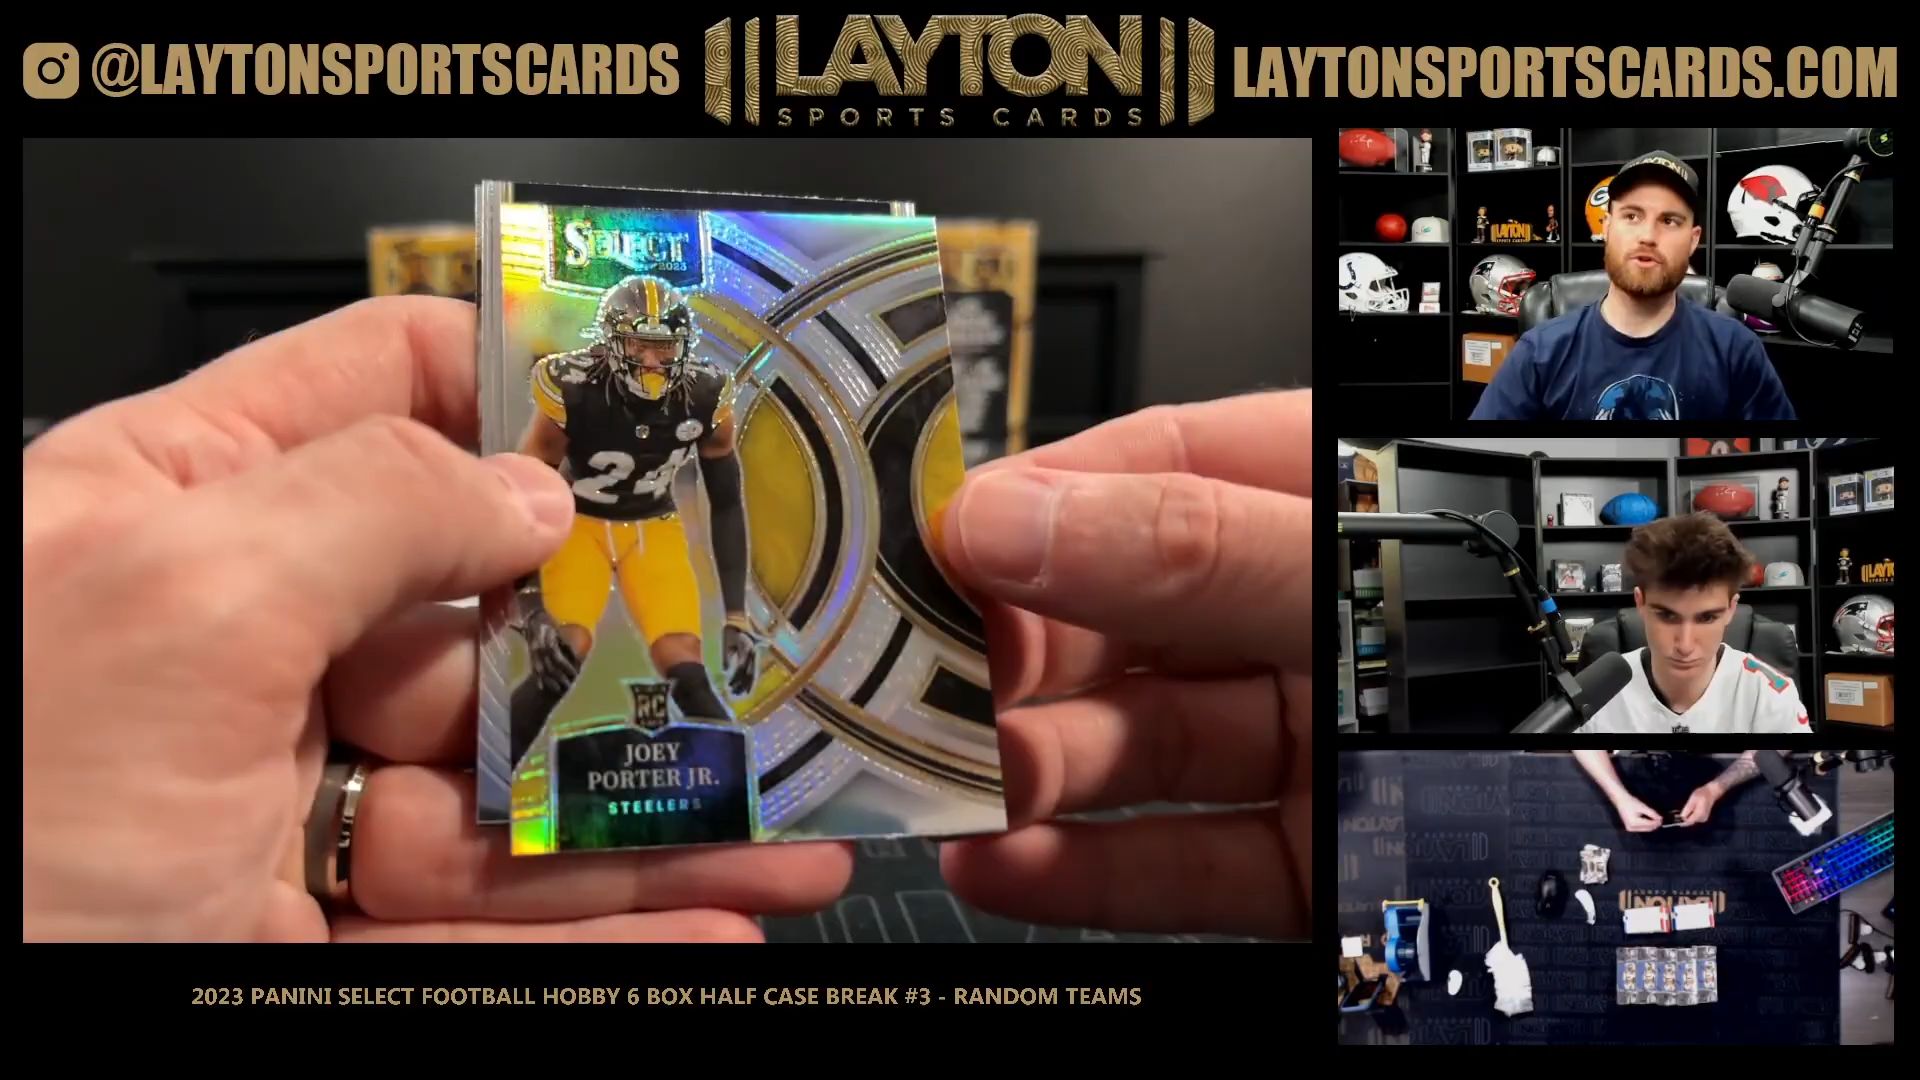 @LAYTONSPORTSCARDS
LAYTON
SPORTS CARDS
LAYTONSPORTSCARDS.COM
SELECT
2023
24
RC
JOEY
PORTER JR.
STEELERS
2023 PANINI SELECT FOOTBALL HOBBY 6 BOX HALF CASE BREAK #3 - RANDOM TEAMS